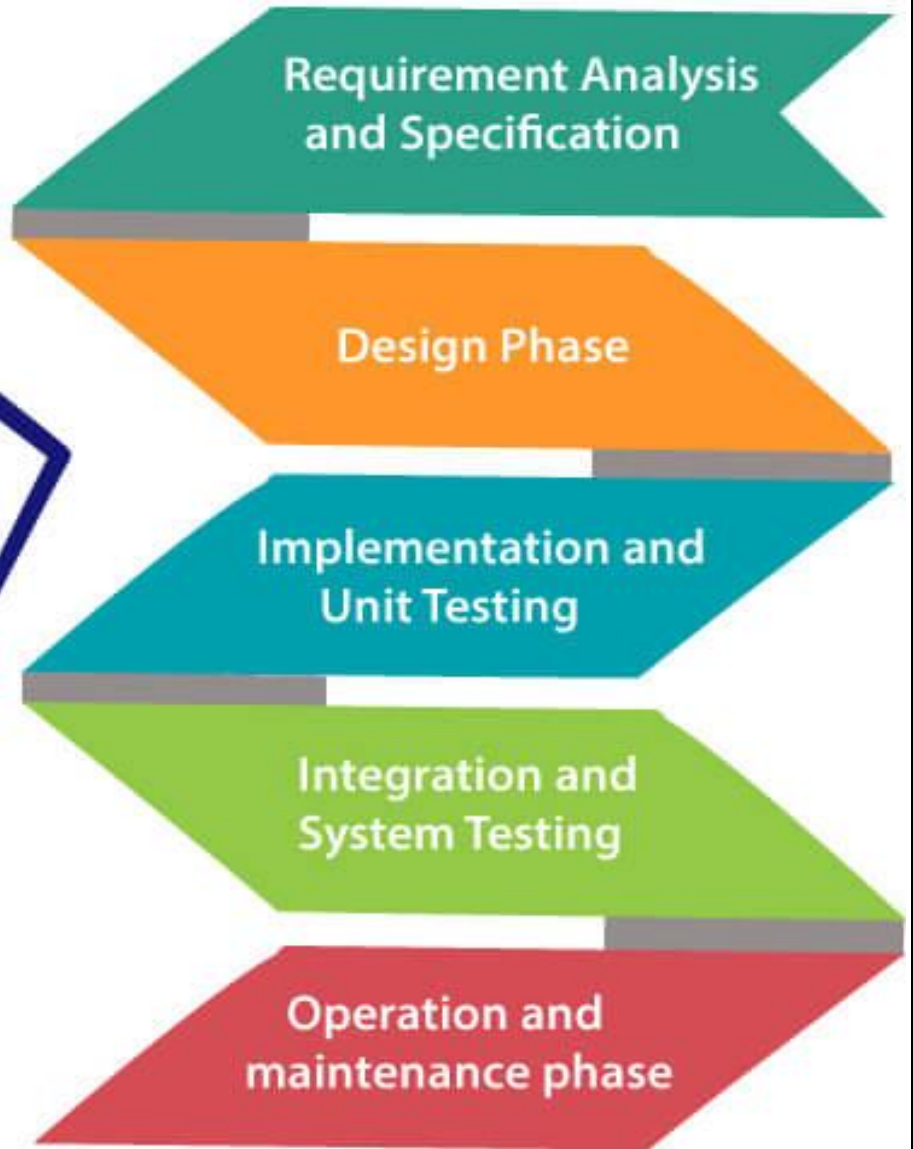 Requirement Analysis
and Specification
Design Phase
Implementation and
Unit Testing
Integration and
System Testing
Operation and
maintenance phase